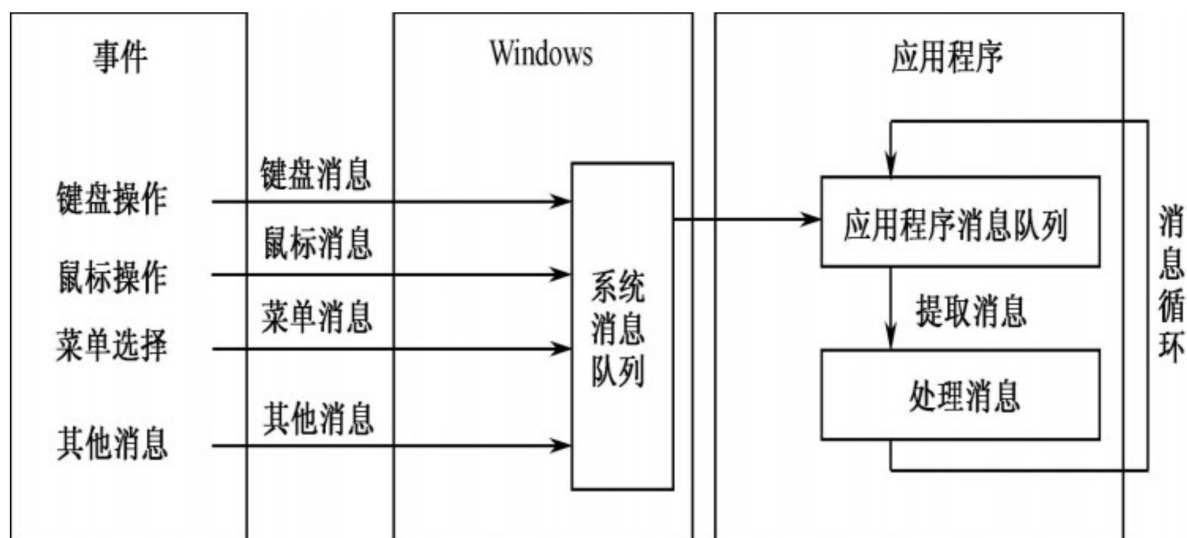 事件
Windows
应用程序
键盘操作
键盘消息
鼠标操作
鼠标消息
菜单选择
菜单消息
其他消息
其他消息
系统
消息
队列
应用程序消息队列
提取消息
处理消息
消息循环